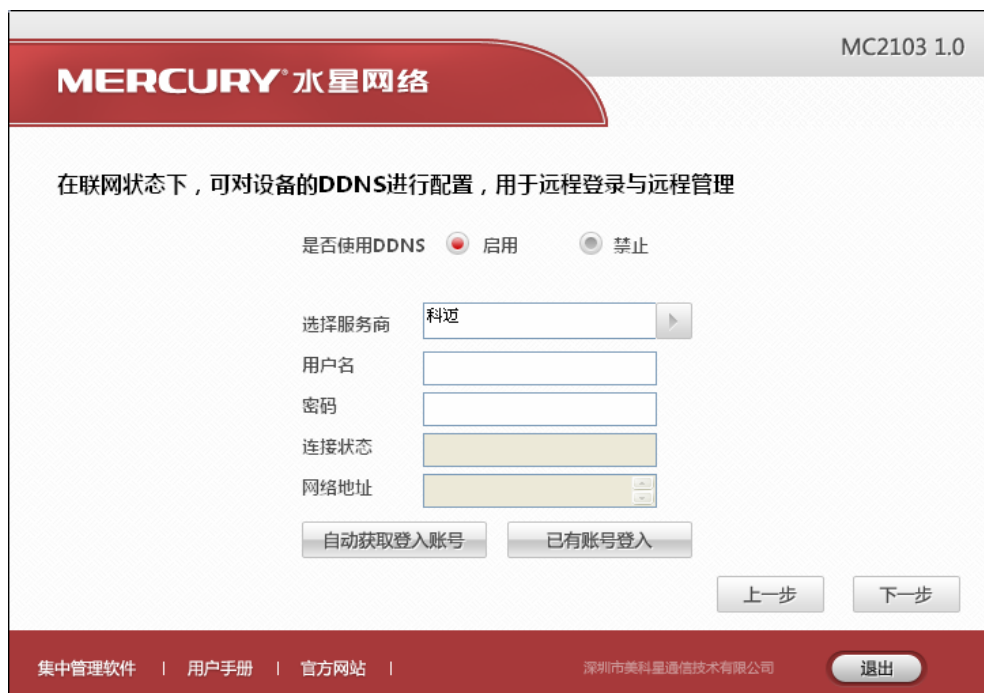 MC2103 1.0
MERCURY® 水星网络
在联网状态下，可对设备的DDNS进行配置，用于远程登录与远程管理
是否使用DDNS 启用 禁止
选择服务商 科迈
用户名
密码
连接状态
网络地址
自动获取登入账号 已有账号登入
上一步 下一步
集中管理软件 | 用户手册 | 官方网站 | 深圳市美科星通信技术有限公司 退出